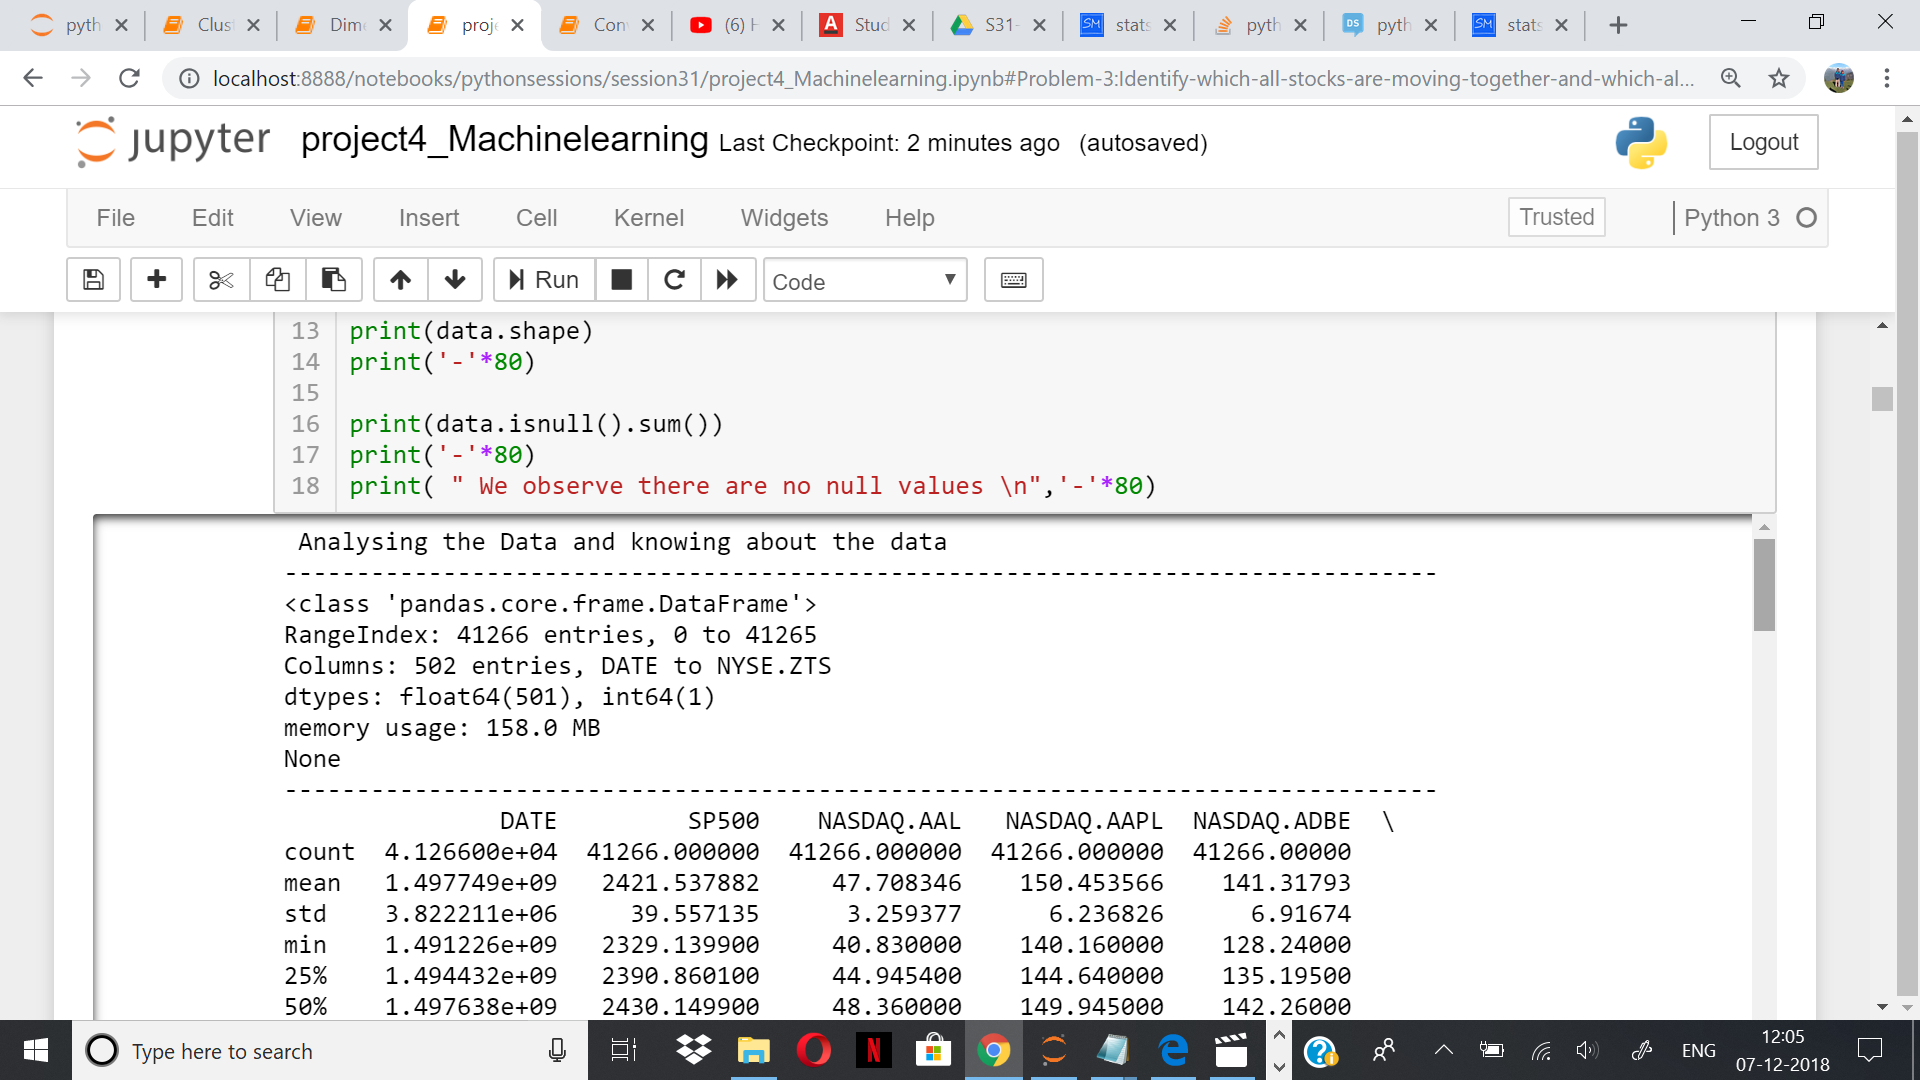 pyth
Clus
Dime
proje
Con
(6) H
Stud
S31-
SM stats
pyth
DS pyth
SM stats
localhost:8888/notebooks/pythonsessions/session31/project4_Machinelearning.ipynb#Problem-3:Identify-which-all-stocks-are-moving-together-and-which-al...
jupyter project4_Machinelearning Last Checkpoint: 2 minutes ago (autosaved) Logout
File Edit View Insert Cell Kernel Widgets Help Trusted Python 3
Run Code
13 print(data.shape)
14 print('-'*80)
15
16 print(data.isnull().sum())
17 print('-'*80)
18 print( " We observe there are no null values \n",'-'*80)
Analysing the Data and knowing about the data
--------------------------------------------------------------------------------
<class 'pandas.core.frame.DataFrame'>
RangeIndex: 41266 entries, 0 to 41265
Columns: 502 entries, DATE to NYSE.ZTS
dtypes: float64(501), int64(1)
memory usage: 158.0 MB
None
--------------------------------------------------------------------------------
DATE SP500 NASDAQ.AAL NASDAQ.AAPL NASDAQ.ADBE \
count 4.126600e+04 41266.000000 41266.000000 41266.000000 41266.00000
mean 1.497749e+09 2421.537882 47.708346 150.453566 141.31793
std 3.822211e+06 39.557135 3.259377 6.236826 6.91674
min 1.491226e+09 2329.139900 40.830000 140.160000 128.24000
25% 1.494432e+09 2390.860100 44.945400 144.640000 135.19500
50% 1.497638e+09 2430.149900 48.360000 149.945000 142.26000
Type here to search
ENG
12:05
07-12-2018